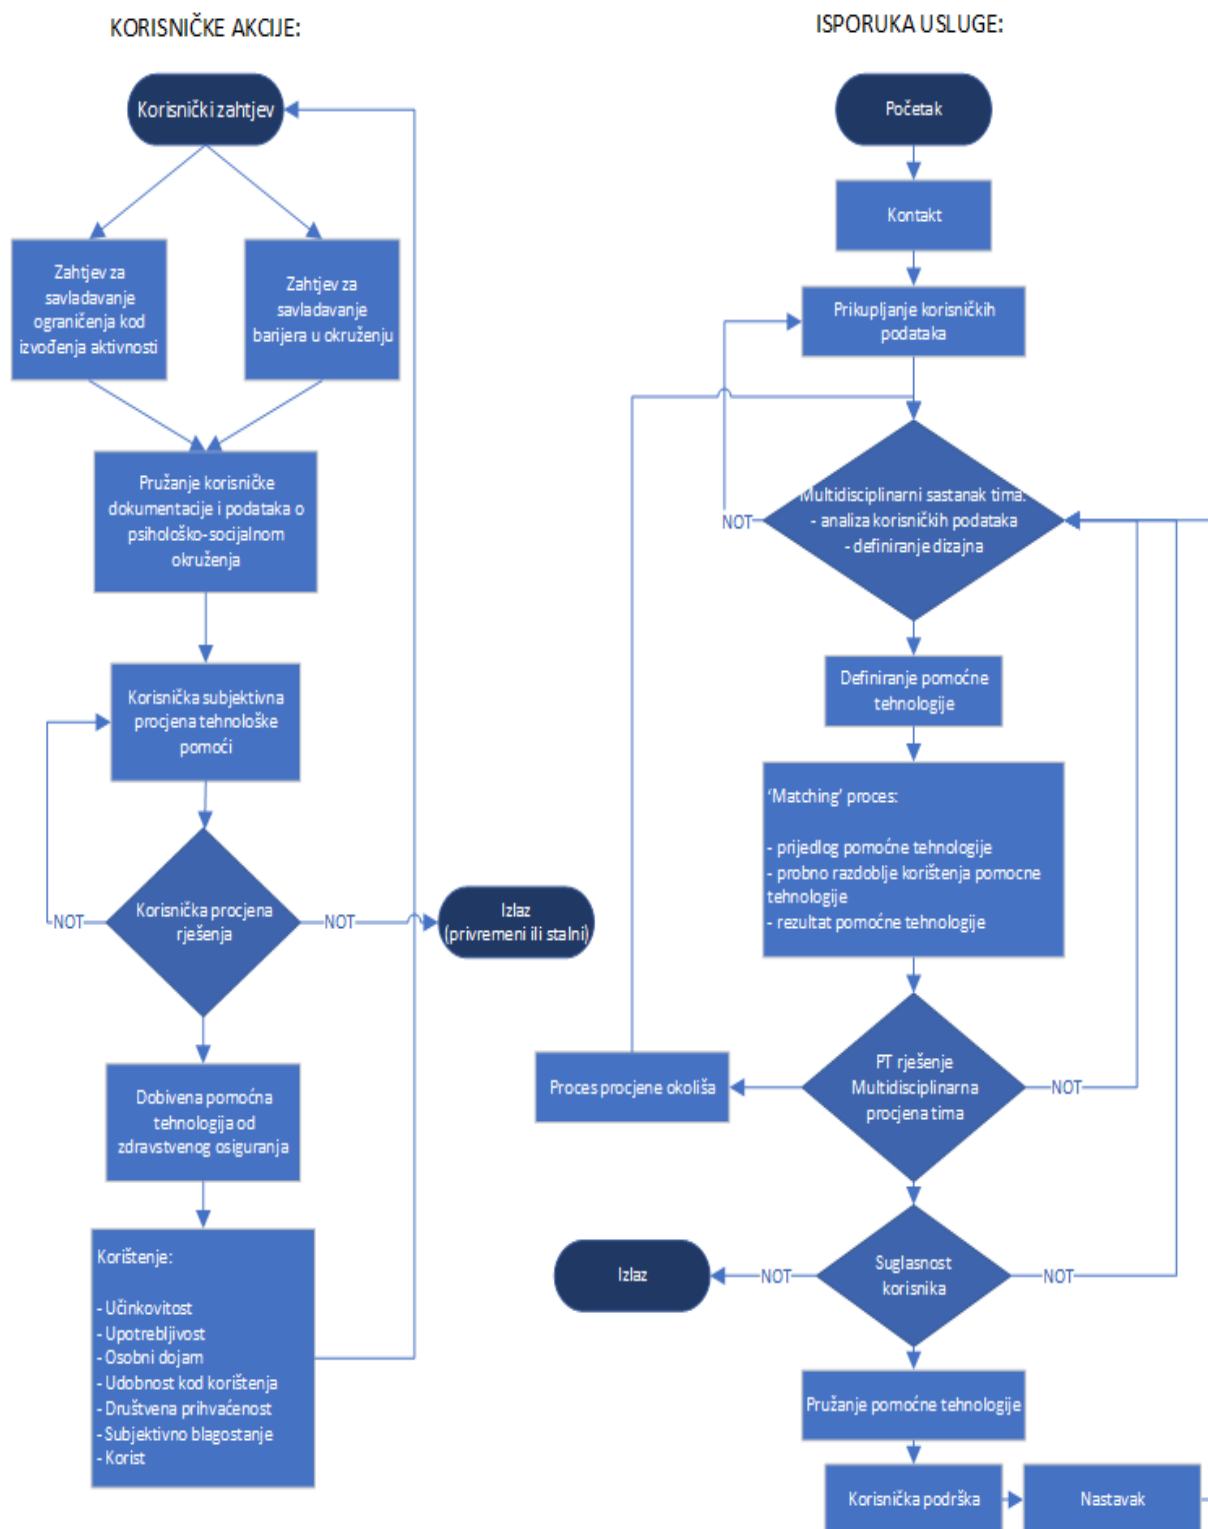 KORISNIČKE AKCIJE:
Korisnički zahtjev
Zahtjev za
savladavanje
ograničenja kod
izvođenja aktivnosti
Zahtjev za
savladavanje
barijera u okruženju
Pružanje korisničke
dokumentacije i podataka o
psihološko-socijalnom
okruženja
Korisnička subjektivna
procjena tehnološke
pomoći
NOT
Korisnička procjena
rješenja
NOT
Izlaz
(privremeni ili stalni)
Dobivena pomoćna
tehnologija od
zdravstvenog osiguranja
Korištenje:
- Učinkovitost
- Upotrebljivost
- Osobni dojam
- Udobnost kod korištenja
- Društvena prihvaćenost
- Subjektivno blagostanje
- Korist
ISPORUKA USLUGE:
Početak
Kontakt
Prikupljanje korisničkih
podataka
NOT
Multidisciplinarni sastanak tima:
- analiza korisničkih podataka
- definiranje dizajna
Definiranje pomoćne
tehnologije
'Matching' proces:
- prijedlog pomoćne tehnologije
- probno razdoblje korištenja pomocne
tehnologije
- rezultat pomoćne tehnologije
Proces procjene okoliša
PT rješenje
Multidisciplinarna
procjena tima
NOT
Izlaz
NOT
Suglasnost
korisnika
NOT
Pružanje pomoćne tehnologije
Korisnička podrška
Nastavak